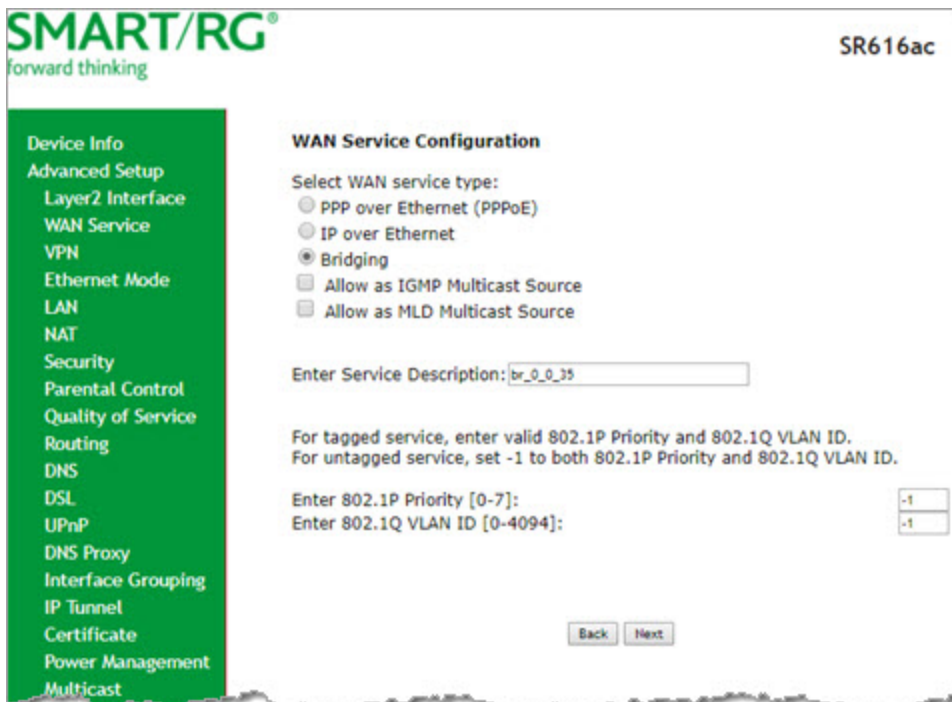 SMART/RG®
forward thinking
SR616ac
Device Info
Advanced Setup
Layer2 Interface
WAN Service
VPN
Ethernet Mode
LAN
NAT
Security
Parental Control
Quality of Service
Routing
DNS
DSL
UPnP
DNS Proxy
Interface Grouping
IP Tunnel
Certificate
Power Management
Multicast
WAN Service Configuration
Select WAN service type:
PPP over Ethernet (PPPoE)
IP over Ethernet
Bridging
Allow as IGMP Multicast Source
Allow as MLD Multicast Source
Enter Service Description: br_0_0_35
For tagged service, enter valid 802.1P Priority and 802.1Q VLAN ID.
For untagged service, set -1 to both 802.1P Priority and 802.1Q VLAN ID.
Enter 802.1P Priority [0-7]: -1
Enter 802.1Q VLAN ID [0-4094]: -1
Back Next